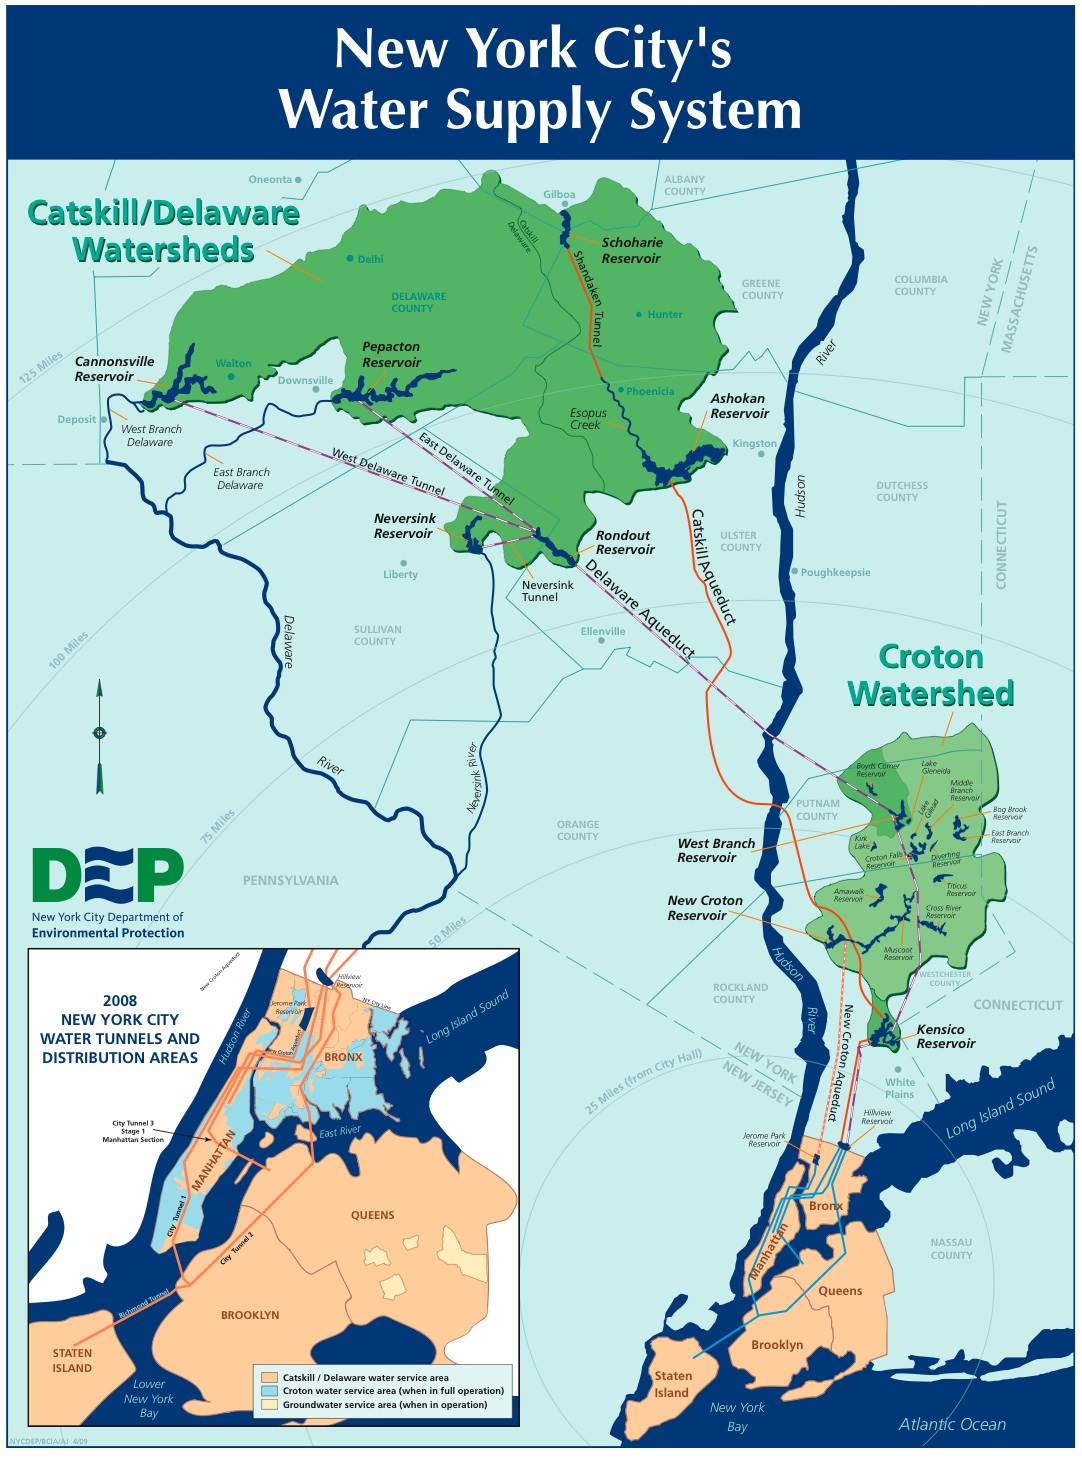 New York City's
Water Supply System
Oneonta
ALBANY
COUNTY
Gilboa
Catskill/Delaware
Watersheds
Catskill
Delaware
Schoharie
Reservoir
Delhi
Shandaken Tunnel
GREENE
COUNTY
COLUMBIA
COUNTY
NEW YORK
MASSACHUSETTS
DELAWARE
COUNTY
Hunter
River
125 Miles
Cannonsville
Reservoir
Walton
Pepacton
Reservoir
Downsville
Phoenicia
Ashokan
Reservoir
Deposit
West Branch
Delaware
Esopus
Creek
Kingston
East Delaware Tunnel
West Delaware Tunnel
East Branch
Delaware
Hudson
DUTCHESS
COUNTY
CONNECTICUT
Neversink
Reservoir
Rondout
Reservoir
Catskill Aqueduct
ULSTER
COUNTY
Liberty
Neversink
Tunnel
Delaware Aqueduct
Poughkeepsie
100 Miles
Delaware
SULLIVAN
COUNTY
Ellenville
Croton
Watershed
River
Neversink River
Boyds Corner
Reservoir
Lake
Gleneida
Middle
Branch
Reservoir
Lake
Gilead
Bog Brook
Reservoir
East Branch
Reservoir
PUTNAM
COUNTY
75 Miles
ORANGE
COUNTY
West Branch
Reservoir
Kirk
Lake
Croton Falls
Reservoir
Diverting
Reservoir
DEP
PENNSYLVANIA
Titicus
Reservoir
Amawalk
Reservoir
New Croton
Reservoir
Cross River
Reservoir
New York City Department of
Environmental Protection
50 Miles
Muscoot
Reservoir
Hudson
River
WESTCHESTER
COUNTY
ROCKLAND
COUNTY
CONNECTICUT
New Croton Aqueduct
Kensico
Reservoir
NEW YORK
NEW JERSEY
25 Miles (from City Hall)
White
Plains
Long Island Sound
Hillview
Reservoir
Jerome Park
Reservoir
Bronx
Manhattan
NASSAU
COUNTY
Queens
Brooklyn
Staten
Island
New York
Bay
Atlantic Ocean
2008
NEW YORK CITY
WATER TUNNELS AND
DISTRIBUTION AREAS
New Croton Aqueduct
Hillview
Reservoir
Jerome Park
Reservoir
NY City Line
Long Island Sound
Hudson River
New Croton Aqueduct
BRONX
City Tunnel 3
Stage 1
Manhattan Section
East River
MANHATTAN
City Tunnel 1
City Tunnel 2
QUEENS
Richmond Tunnel
BROOKLYN
STATEN
ISLAND
Lower
New York
Bay
Catskill / Delaware water service area
Croton water service area (when in full operation)
Groundwater service area (when in operation)
NYCDEP/BCIA/AJ 4/09